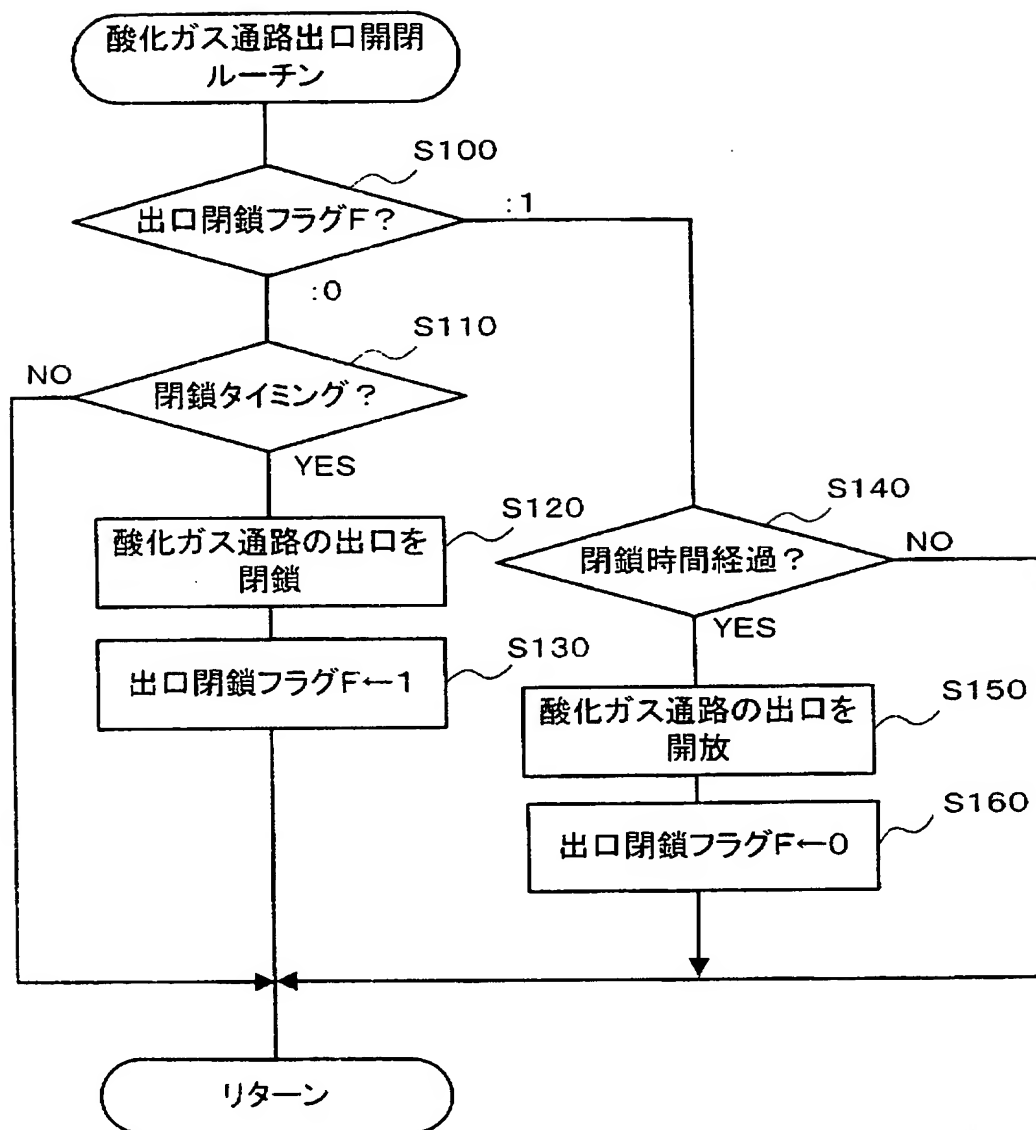 酸化ガス通路出口開閉
ルーチン
S100
出口閉鎖フラグF？
:1
:0
S110
NO
閉鎖タイミング？
YES
S120
酸化ガス通路の出口を
閉鎖
S130
出口閉鎖フラグF←1
S140
閉鎖時間経過？
NO
YES
S150
酸化ガス通路の出口を
開放
S160
出口閉鎖フラグF←0
リターン